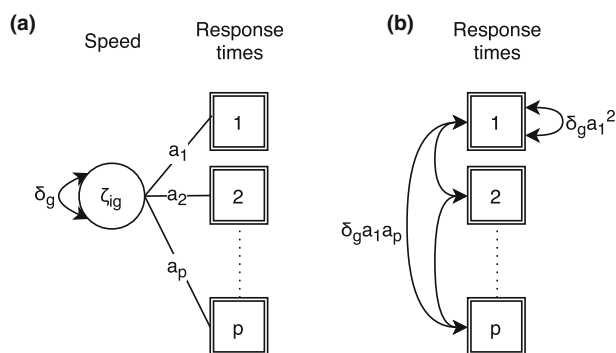 (a)
Speed
Response
times
1
a₁
δg
ζig
a₂
2
aₚ
p
(b)
Response
times
1
δga₁²
2
δga₁aₚ
p